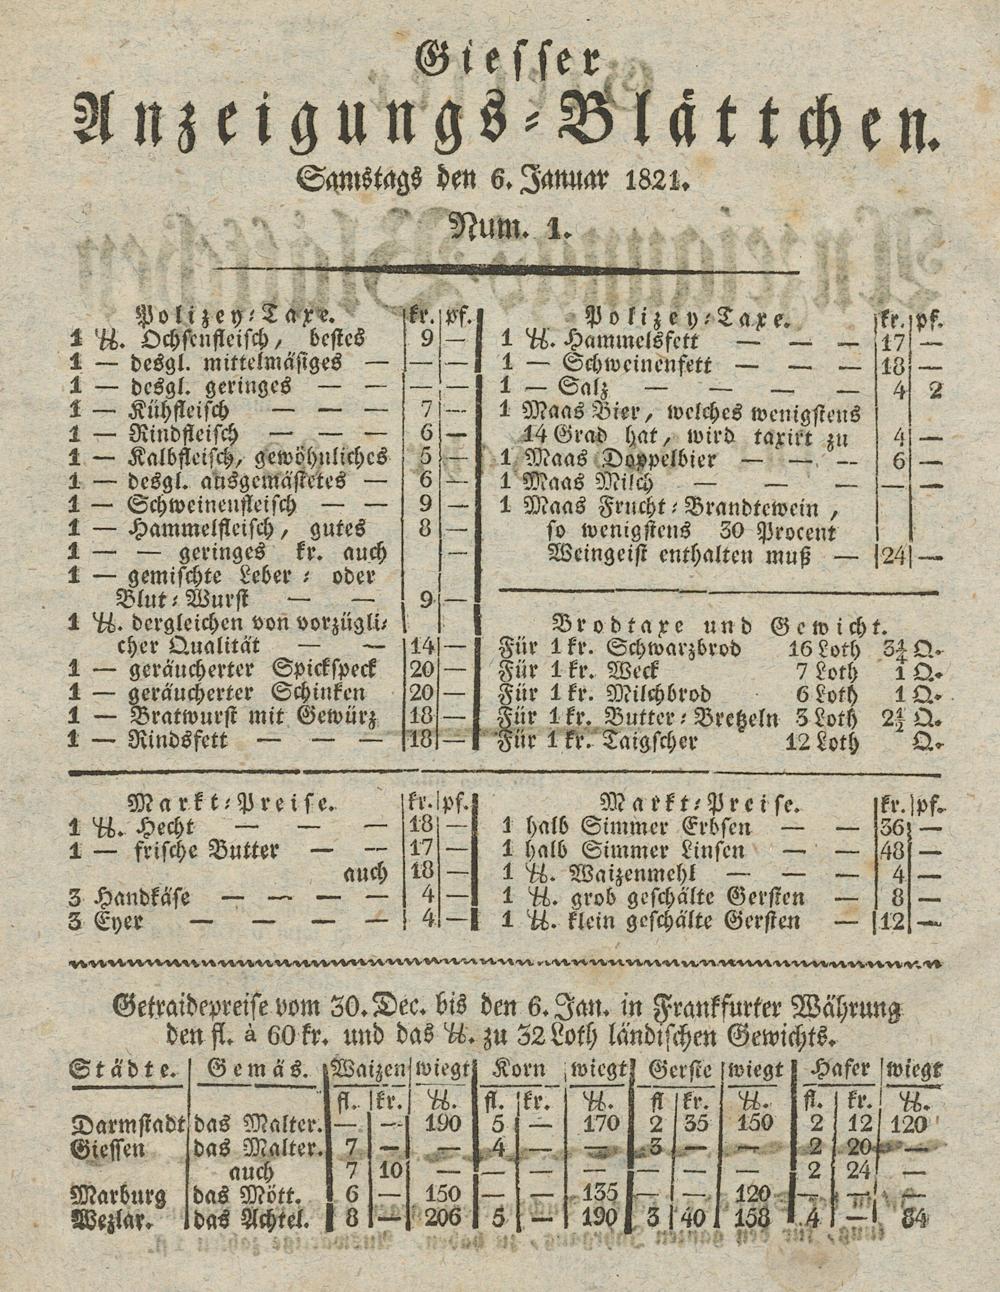 Giesser
Anzeigungs-Blättchen.
Samstags den 6. Januar 1821.
Num. 1.
Polizey-Taxe. kr. pf.
1 ℔. Ochsenfleisch, bestes 9 —
1 — desgl. mittelmäsiges — — —
1 — desgl. geringes — — — —
1 — Kühfleisch — — — 7 —
1 — Rindfleisch — — — 6 —
1 — Kalbfleisch, gewöhnliches 5 —
1 — desgl. ausgemästetes — 6 —
1 — Schweinenfleisch — — 9 —
1 — Hammelfleisch, gutes 8 —
1 — — geringes kr. auch —
1 — gemischte Leber- oder
Blut-Wurst — — 9 —
1 ℔. dergleichen von vorzügli-
cher Qualität — — 14 —
1 — geräucherter Spickspeck 20 —
1 — geräucherter Schinken 20 —
1 — Bratwurst mit Gewürz 18 —
1 — Rindsfett — — — 18 —
Polizey-Taxe. kr. pf.
1 ℔. Hammelsfett — — — 17 —
1 — Schweinenfett — — — 18 —
1 — Salz — — — — 4 2
1 Maas Bier, welches wenigstens
14 Grad hat, wird taxirt zu 4 —
1 Maas Doppelbier — — — 6 —
1 Maas Milch — — — — — —
1 Maas Frucht-Brandtewein,
so wenigstens 30 Procent
Weingeist enthalten muß — 24 —
Brodtaxe und Gewicht.
Für 1 kr. Schwarzbrod 16 Loth 3¼ Q.
Für 1 kr. Weck 7 Loth 1 Q.
Für 1 kr. Milchbrod 6 Loth 1 Q.
Für 1 kr. Butter-Bretzeln 3 Loth 2½ Q.
Für 1 kr. Taigscher 12 Loth Q.
Markt-Preise. kr. pf.
1 ℔. Hecht — — — 18 —
1 — frische Butter — — 17 —
auch 18 —
3 Handkäse — — — — 4 —
3 Eyer — — — — 4 —
Markt-Preise. kr. pf.
1 halb Simmer Erbsen — — 36 —
1 halb Simmer Linsen — — 48 —
1 ℔. Waizenmehl — — — 4 —
1 ℔. grob geschälte Gersten — 8 —
1 ℔. klein geschälte Gersten — 12 —
Getraidepreise vom 30. Dec. bis den 6. Jan. in Frankfurter Währung
den fl. à 60 kr. und das ℔. zu 32 Loth ländischen Gewichts.
Städte. Gemäs. Waizen wiegt Korn wiegt Gerste wiegt Hafer wiegt
fl. kr. ℔. fl. kr. ℔. fl kr. ℔. fl. kr. ℔.
Darmstadt das Malter. — — 190 5 — 170 2 35 150 2 12 120
Giessen das Malter. 7 — — 4 — — 3 — — 2 20 —
auch 7 10 — — — — — — — 2 24 —
Marburg das Mött. 6 — 150 — — 135 — — 120 — — —
Wezlar. das Achtel. 8 — 206 5 — 190 3 40 158 4 — 84